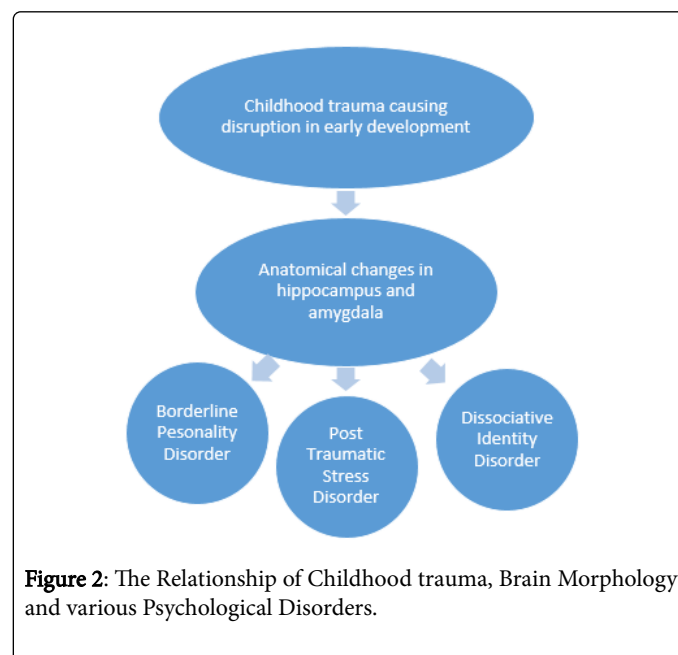 Childhood trauma causing
disruption in early development
Anatomical changes in
hippocampus and
amygdala
Borderline
Pesonality
Disorder
Post
Traumatic
Stress
Disorder
Dissociative
Identity
Disorder
Figure 2: The Relationship of Childhood trauma, Brain Morphology
and various Psychological Disorders.